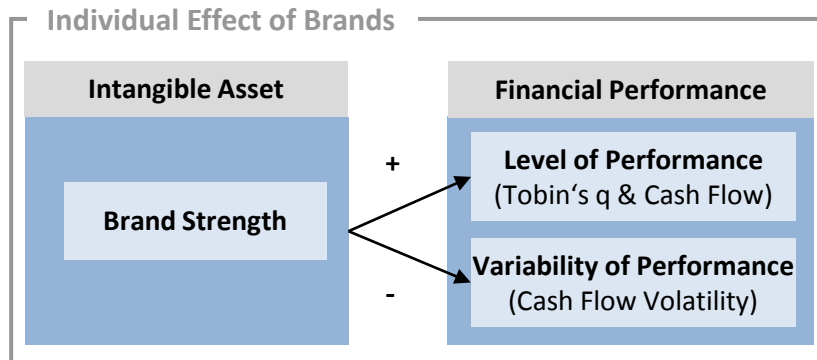 Individual Effect of Brands
Intangible Asset
Brand Strength
+
-
Financial Performance
Level of Performance
(Tobin‘s q & Cash Flow)
Variability of Performance
(Cash Flow Volatility)